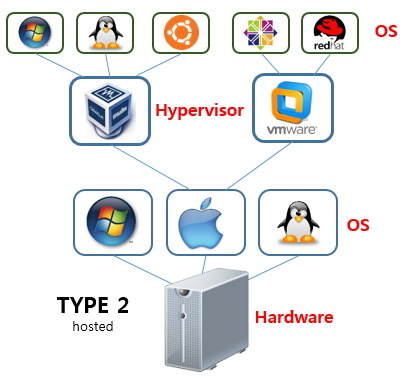 redhat
OS
Hypervisor
vmware
OS
TYPE 2
hosted
Hardware